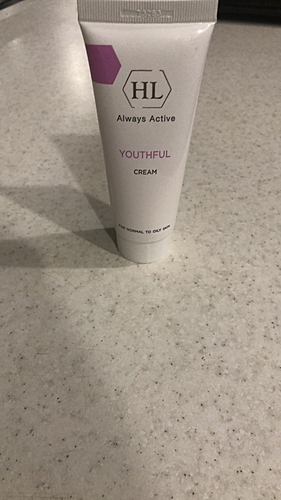 HL
Always Active
YOUTHFUL
CREAM
FOR NORMAL TO OILY SKIN